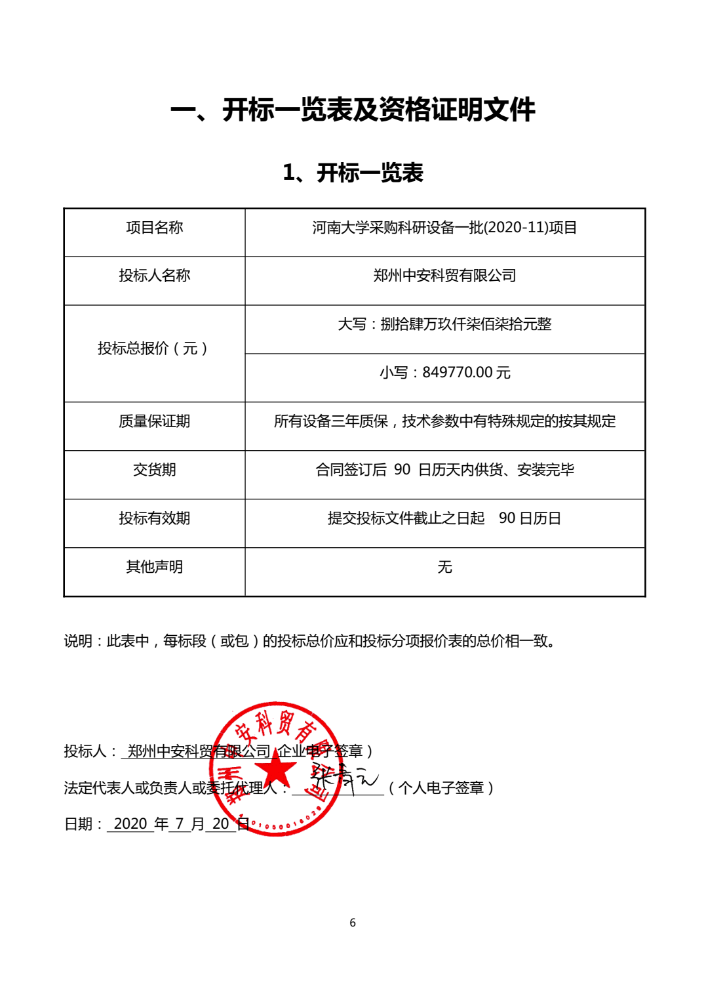 一、开标一览表及资格证明文件
1、开标一览表
项目名称
河南大学采购科研设备一批(2020-11)项目
投标人名称
郑州中安科贸有限公司
投标总报价（元）
大写：捌拾肆万玖仟柒佰柒拾元整
小写：849770.00 元
质量保证期
所有设备三年质保，技术参数中有特殊规定的按其规定
交货期
合同签订后 90 日历天内供货、安装完毕
投标有效期
提交投标文件截止之日起 90 日历日
其他声明
无
说明：此表中，每标段（或包）的投标总价应和投标分项报价表的总价相一致。
郑州中安科贸有限公司
投标人： 郑州中安科贸有限公司 企业电子签章）
法定代表人或负责人或委托代理人：（个人电子签章）
日期： 2020 年 7 月 20 日
6